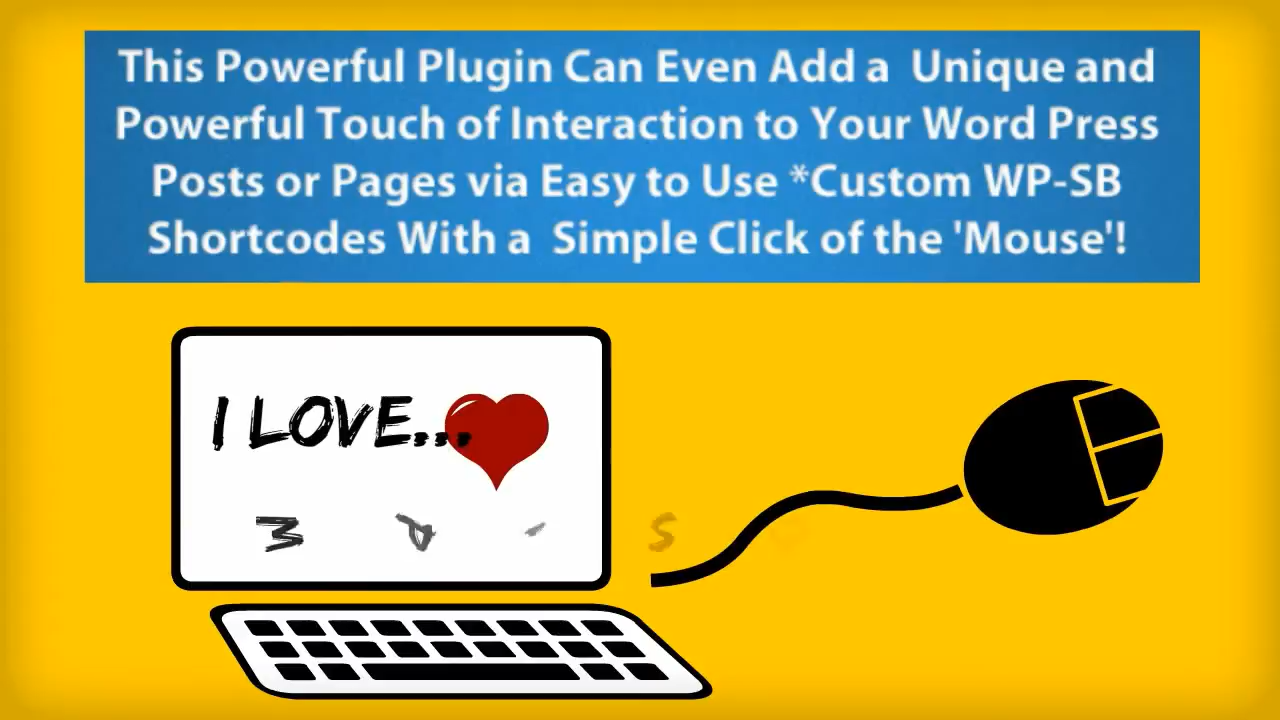 This Powerful Plugin Can Even Add a Unique and
Powerful Touch of Interaction to Your Word Press
Posts or Pages via Easy to Use *Custom WP-SB
Shortcodes With a Simple Click of the 'Mouse'!
I LOVE...